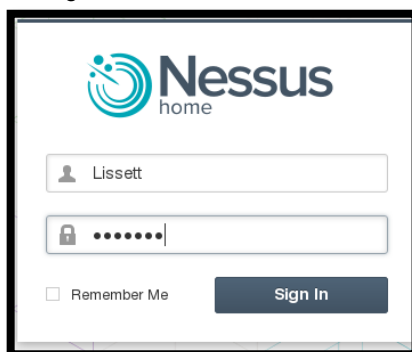 Nessus
home
Lissett
•••••••
Remember Me
Sign In